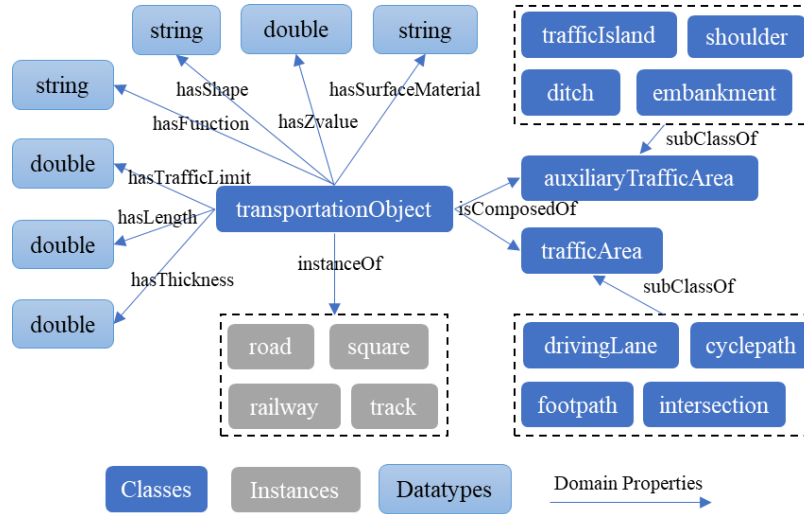 string
double
string
trafficIsland
shoulder
hasShape
hasSurfaceMaterial
string
ditch
embankment
hasFunction
hasZvalue
subClassOf
double
hasTrafficLimit
auxiliaryTrafficArea
transportationObject
isComposedOf
hasLength
double
trafficArea
instanceOf
hasThickness
subClassOf
double
road
square
drivingLane
cyclepath
railway
track
footpath
intersection
Classes
Instances
Datatypes
Domain Properties